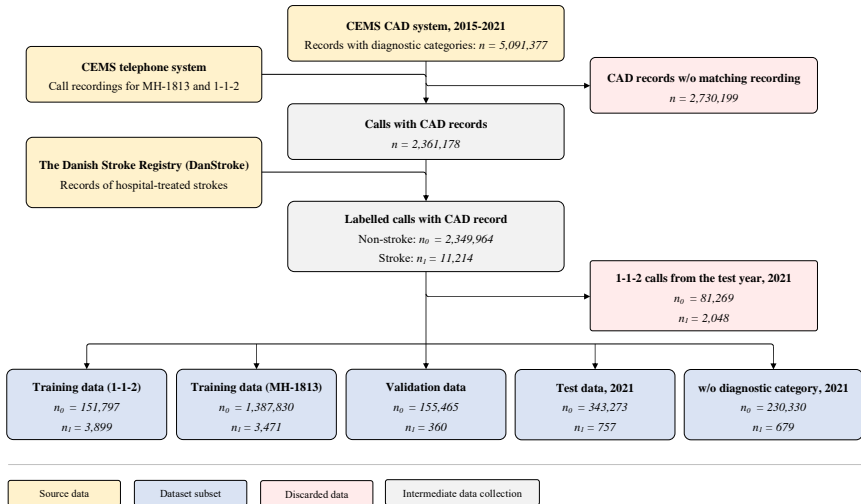 CEMS CAD system, 2015-2021
Records with diagnostic categories: n = 5,091,377
CEMS telephone system
Call recordings for MH-1813 and 1-1-2
CAD records w/o matching recording
n = 2,730,199
Calls with CAD records
n = 2,361,178
The Danish Stroke Registry (DanStroke)
Records of hospital-treated strokes
Labelled calls with CAD record
Non-stroke: n₀ = 2,349,964
Stroke: n₁ = 11,214
1-1-2 calls from the test year, 2021
n₀ = 81,269
n₁ = 2,048
Training data (1-1-2)
n₀ = 151,797
n₁ = 3,899
Training data (MH-1813)
n₀ = 1,387,830
n₁ = 3,471
Validation data
n₀ = 155,465
n₁ = 360
Test data, 2021
n₀ = 343,273
n₁ = 757
w/o diagnostic category, 2021
n₀ = 230,330
n₁ = 679
Source data
Dataset subset
Discarded data
Intermediate data collection